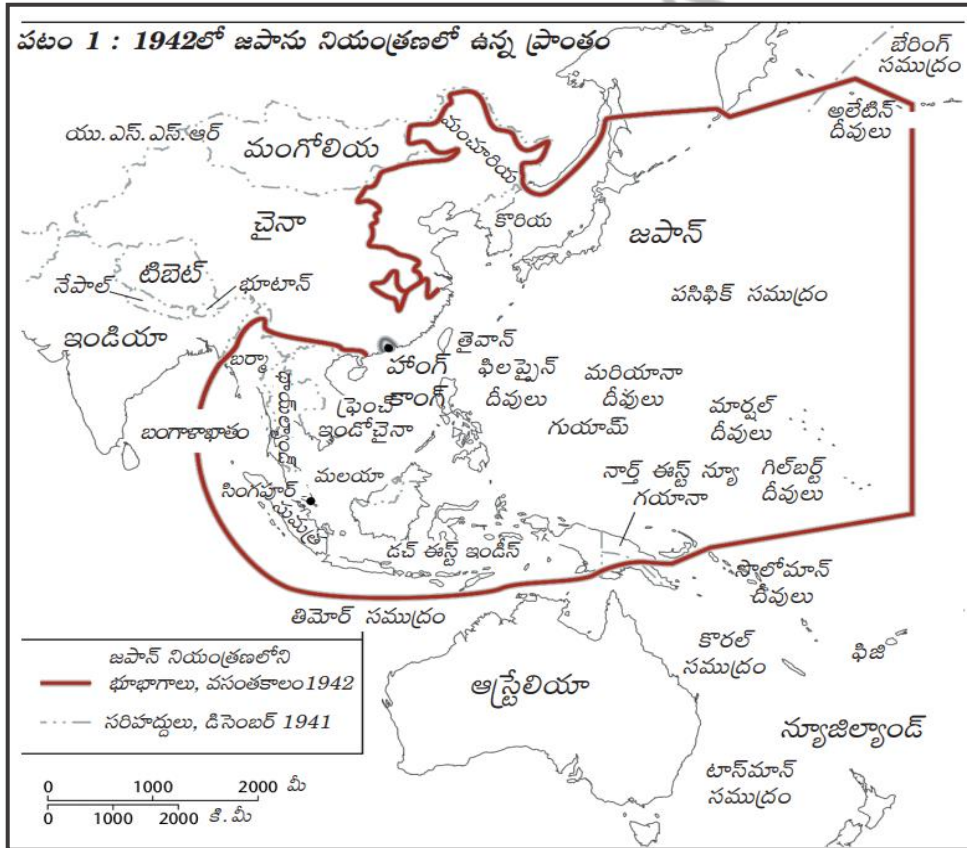 పటం 1 : 1942లో జపాను నియంత్రణలో ఉన్న ప్రాంతం
బేరింగ్
సముద్రం
అలేటిన్
దీవులు
యు.ఎస్.ఎస్.ఆర్
మంగోలియ
మంచూరియ
చైనా
కొరియ
జపాన్
టిబెట్
నేపాల్
భూటాన్
పసిఫిక్ సముద్రం
ఇండియా
బర్మా
తైవాన్
హాంగ్
కాంగ్
ఫిలప్పైన్
దీవులు
మరియానా
దీవులు
గుయామ్
మార్షల్
దీవులు
ఫ్రెంచ్
ఇండోచైనా
బంగాళాఖాతం
మలయా
సింగపూర్
సుమత్ర
నార్త్ ఈస్ట్ న్యూ
గయానా
గిల్‌బర్ట్
దీవులు
డచ్ ఈస్ట్ ఇండీస్
సాలోమాన్
దీవులు
తిమోర్ సముద్రం
కొరల్
సముద్రం
ఫిజి
ఆస్ట్రేలియా
న్యూజిల్యాండ్
టాస్‌మాన్
సముద్రం
జపాన్ నియంత్రణలోని
భూభాగాలు, వసంతకాలం 1942
సరిహద్దులు, డిసెంబర్ 1941
0 1000 2000 మీ
0 1000 2000 కి.మీ